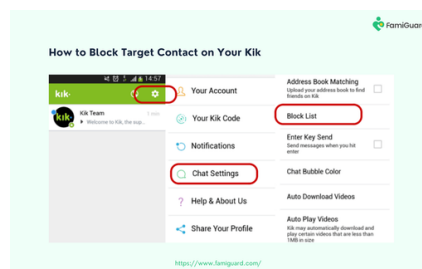 FamiGuard
How to Block Target Contact on Your Kik
14:57
kik
Kik Team
Welcome to Kik, the sup...
Your Account
Your Kik Code
Notifications
Chat Settings
Help & About Us
Share Your Profile
Address Book Matching
Upload your address book to find
friends on Kik
Block List
Enter Key Send
Send messages when you hit
enter
Chat Bubble Color
Auto Download Videos
Auto Play Videos
Kik may automatically download and
play certain videos that are less than
1MB in size
https://www.famiguard.com/